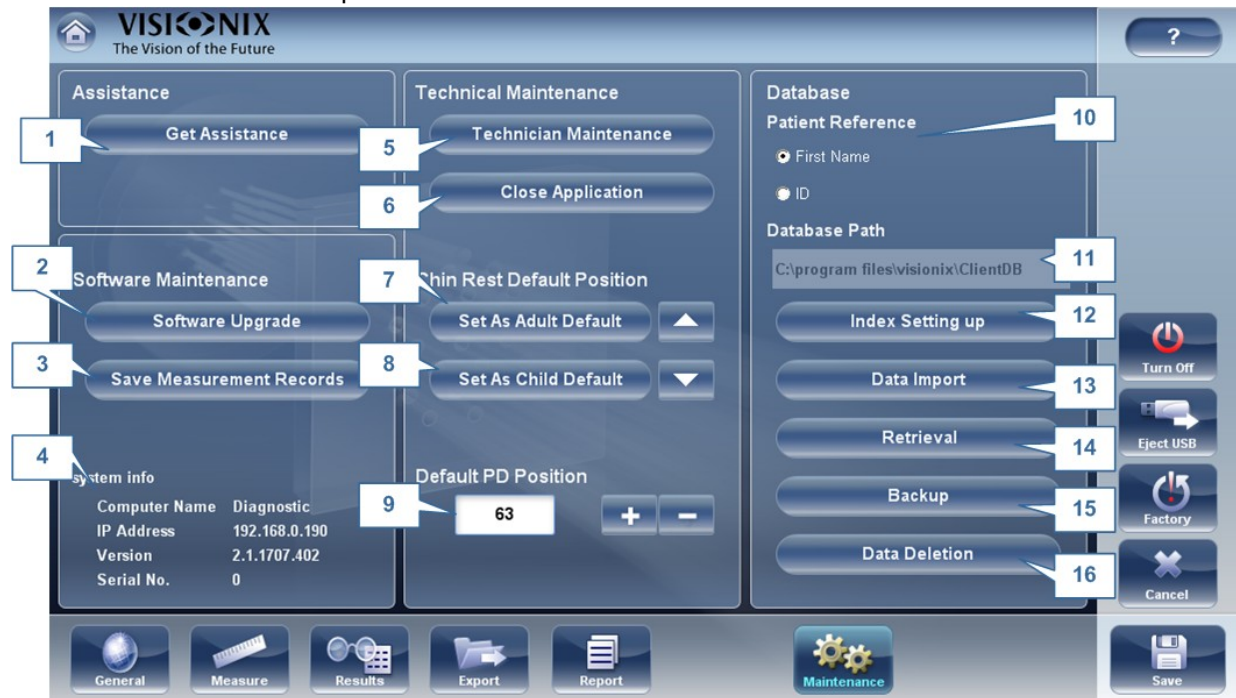 VISIONIX
The Vision of the Future
?
Assistance
1
Get Assistance
2
Software Maintenance
Software Upgrade
3
Save Measurement Records
4
system info
Computer Name Diagnostic
IP Address 192.168.0.190
Version 2.1.1707.402
Serial No. 0
Technical Maintenance
5
Technician Maintenance
6
Close Application
7
Chin Rest Default Position
Set As Adult Default
8
Set As Child Default
Default PD Position
9
63
+
-
Database
Patient Reference
10
First Name
ID
Database Path
C:\program files\visionix\ClientDB
11
Index Setting up
12
Data Import
13
Retrieval
14
Backup
15
Data Deletion
16
Turn Off
Eject USB
Factory
Cancel
General
Measure
Results
Export
Report
Maintenance
Save